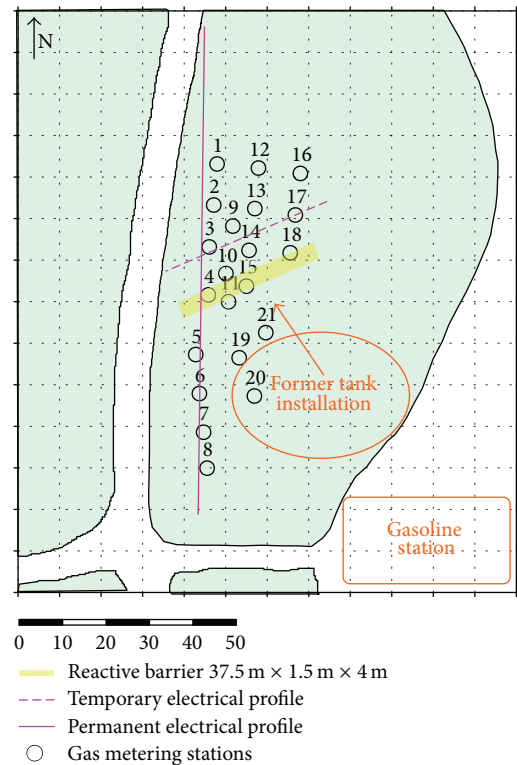 N
1
12
16
2
13
17
9
3
14
18
10
15
4
11
21
5
19
6
20
Former tank
installation
7
8
Gasoline
station
0 10 20 30 40 50
Reactive barrier 37.5 m × 1.5 m × 4 m
Temporary electrical profile
Permanent electrical profile
Gas metering stations